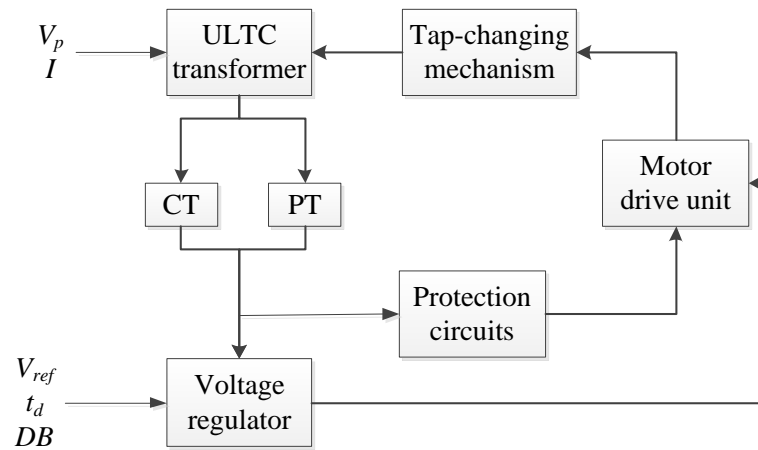 V_p
I
ULTC
transformer
Tap-changing
mechanism
Motor
drive unit
CT
PT
Protection
circuits
V_ref
t_d
DB
Voltage
regulator